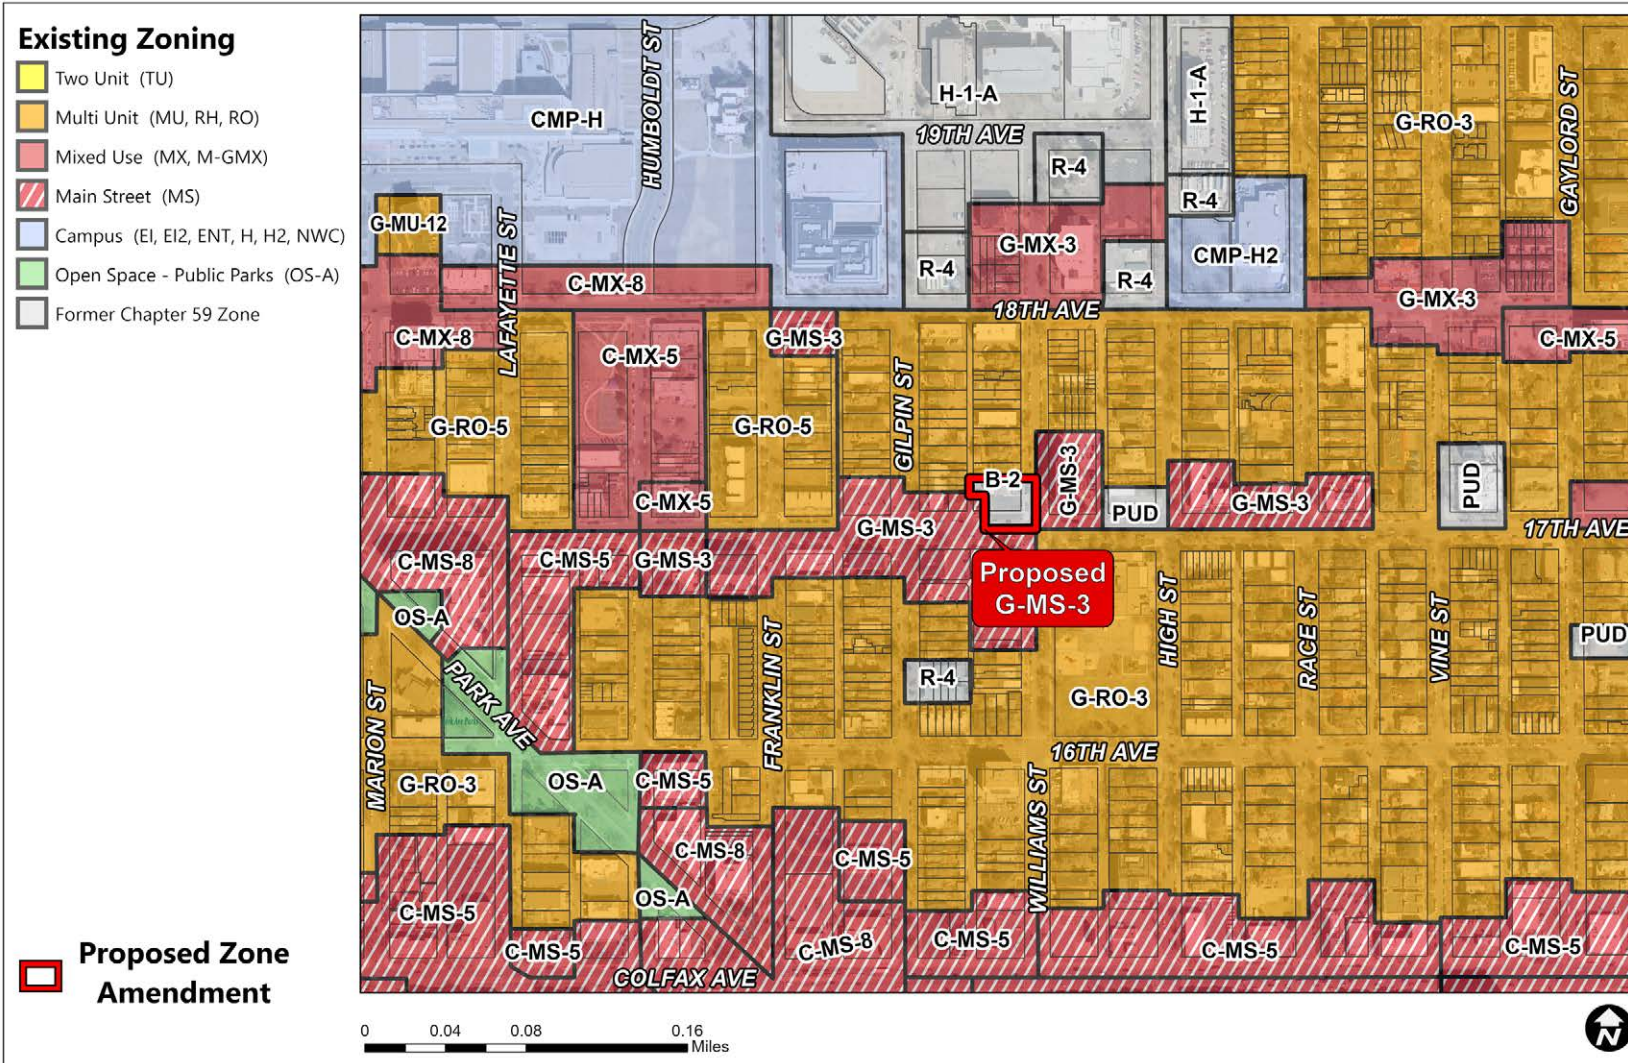 Existing Zoning
Two Unit (TU)
Multi Unit (MU, RH, RO)
Mixed Use (MX, M-GMX)
Main Street (MS)
Campus (EI, EI2, ENT, H, H2, NWC)
Open Space - Public Parks (OS-A)
Former Chapter 59 Zone
Proposed Zone
Amendment
CMP-H
HUMBOLDT ST
H-1-A
H-1-A
19TH AVE
G-RO-3
GAYLORD ST
R-4
R-4
G-MU-12
LAFAYETTE ST
G-MX-3
CMP-H2
R-4
R-4
C-MX-8
18TH AVE
G-MX-3
C-MX-8
C-MX-5
G-MS-3
C-MX-5
GILPIN ST
G-RO-5
G-RO-5
B-2
G-MS-3
PUD
C-MX-5
G-MS-3
PUD
G-MS-3
17TH AVE
C-MS-8
C-MS-5
G-MS-3
Proposed
G-MS-3
OS-A
HIGH ST
RACE ST
VINE ST
PUD
FRANKLIN ST
R-4
G-RO-3
PARK AVE
MARION ST
16TH AVE
G-RO-3
OS-A
C-MS-5
WILLIAMS ST
C-MS-8
C-MS-5
OS-A
C-MS-5
C-MS-5
C-MS-8
C-MS-5
C-MS-5
C-MS-5
COLFAX AVE
0 0.04 0.08 0.16
Miles
N